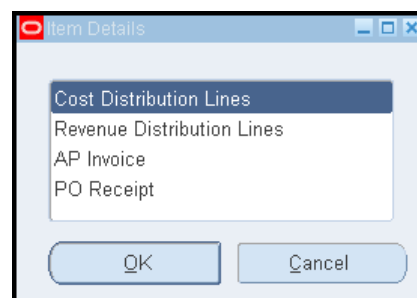 Item Details
Cost Distribution Lines
Revenue Distribution Lines
AP Invoice
PO Receipt
OK
Cancel